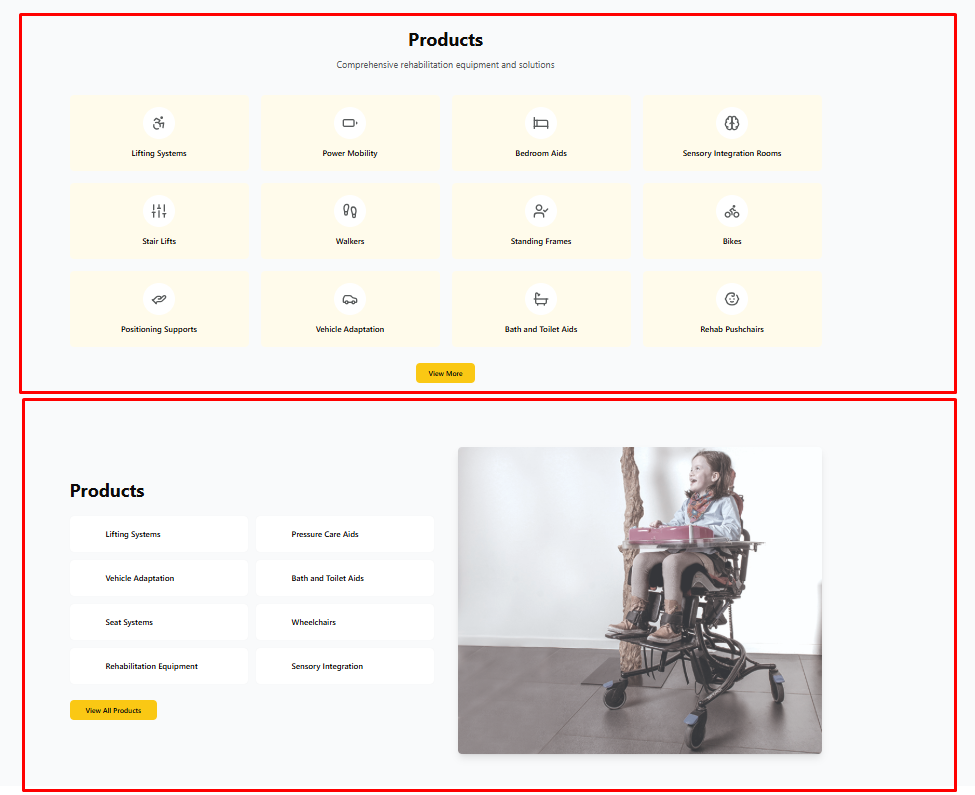 Products
Comprehensive rehabilitation equipment and solutions
Lifting Systems
Power Mobility
Bedroom Aids
Sensory Integration Rooms
Stair Lifts
Walkers
Standing Frames
Bikes
Positioning Supports
Vehicle Adaptation
Bath and Toilet Aids
Rehab Pushchairs
View More
Products
Lifting Systems
Pressure Care Aids
Vehicle Adaptation
Bath and Toilet Aids
Seat Systems
Wheelchairs
Rehabilitation Equipment
Sensory Integration
View All Products